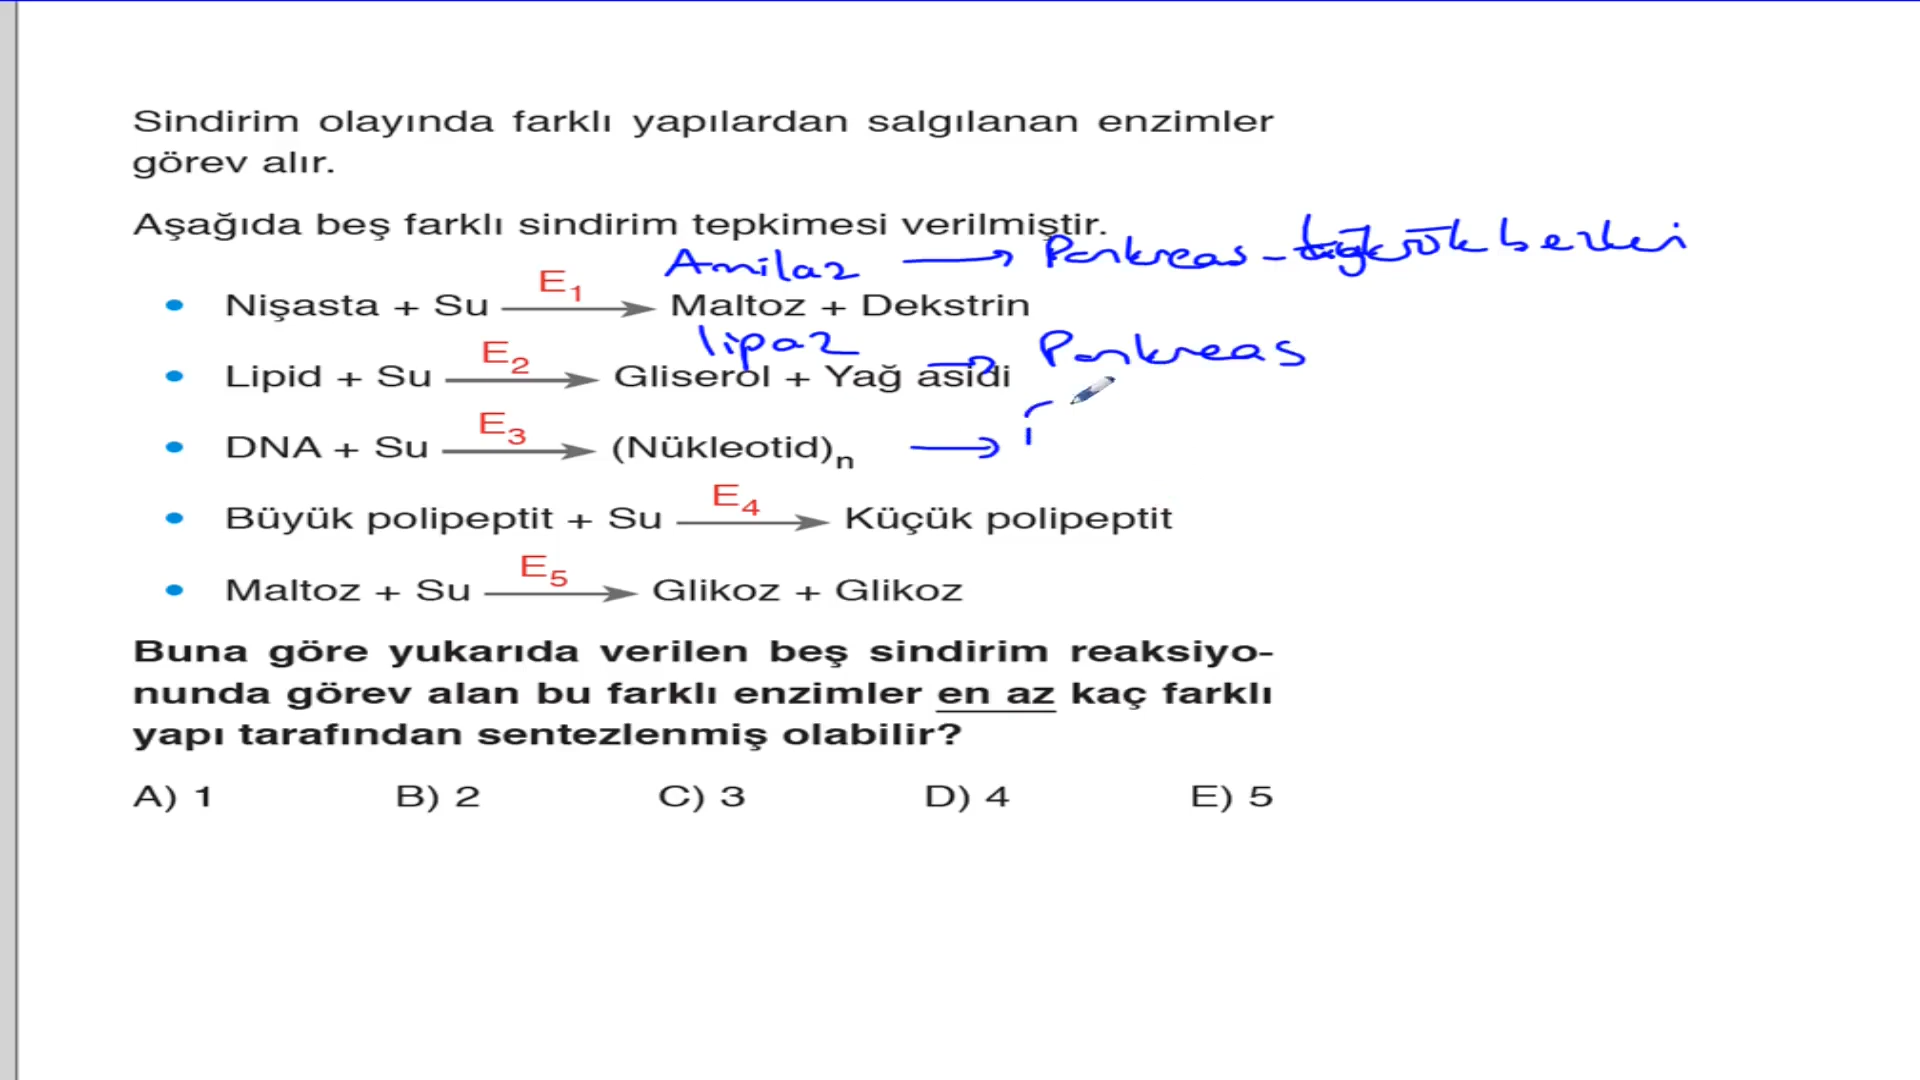 Sindirim olayında farklı yapılardan salgılanan enzimler
görev alır.
Aşağıda beş farklı sindirim tepkimesi verilmiştir.
Amilaz → Pankreas - tükrük bezleri
• Nişasta + Su E1 → Maltoz + Dekstrin
lipaz → Pankreas
• Lipid + Su E2 → Gliserol + Yağ asidi
• DNA + Su E3 → (Nükleotid)n →
• Büyük polipeptit + Su E4 → Küçük polipeptit
• Maltoz + Su E5 → Glikoz + Glikoz
Buna göre yukarıda verilen beş sindirim reaksiyo-
nunda görev alan bu farklı enzimler en az kaç farklı
yapı tarafından sentezlenmiş olabilir?
A) 1 B) 2 C) 3 D) 4 E) 5